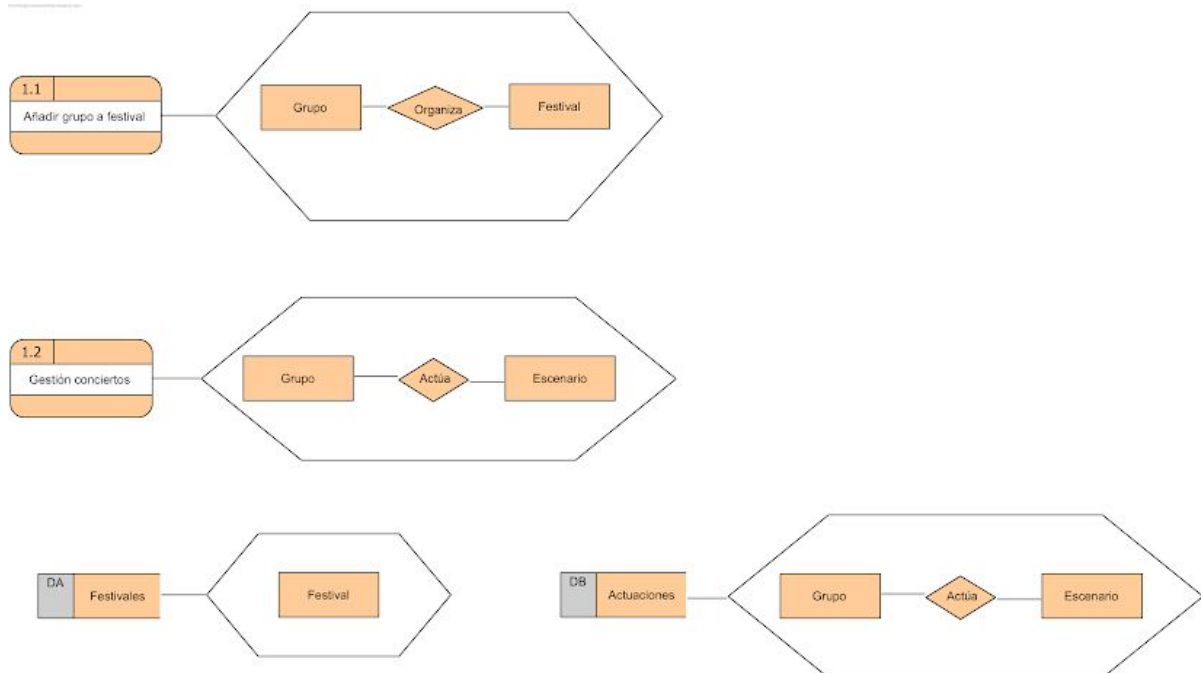 1.1
Añadir grupo a festival
Grupo
Organiza
Festival
1.2
Gestión conciertos
Grupo
Actúa
Escenario
DA
Festivales
Festival
DB
Actuaciones
Grupo
Actúa
Escenario